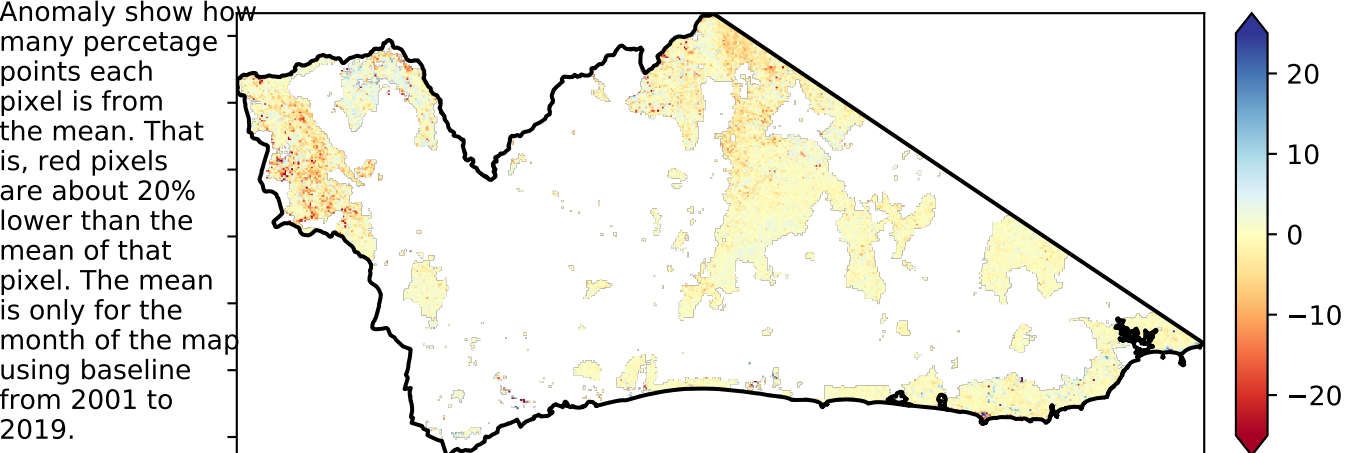 Anomaly show how
many percetage
points each
pixel is from
the mean. That
is, red pixels
are about 20%
lower than the
mean of that
pixel. The mean
is only for the
month of the map
using baseline
from 2001 to
2019.
20
10
0
−10
−20